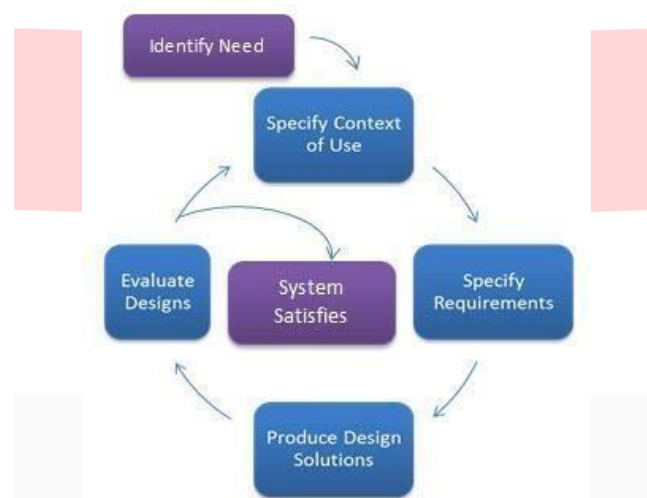 Identify Need
Specify Context
of Use
Evaluate
Designs
System
Satisfies
Specify
Requirements
Produce Design
Solutions